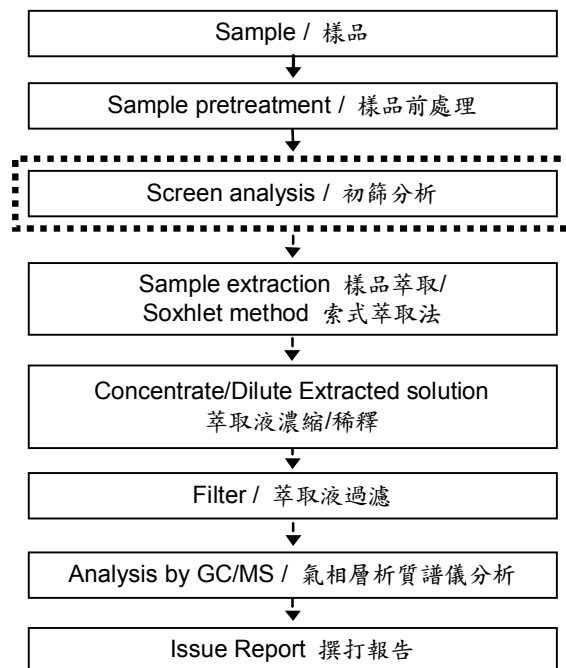 Sample / 樣品
Sample pretreatment / 樣品前處理
Screen analysis / 初篩分析
Sample extraction 樣品萃取/
Soxhlet method 索式萃取法
Concentrate/Dilute Extracted solution
萃取液濃縮/稀釋
Filter / 萃取液過濾
Analysis by GC/MS / 氣相層析質譜儀分析
Issue Report 撰打報告